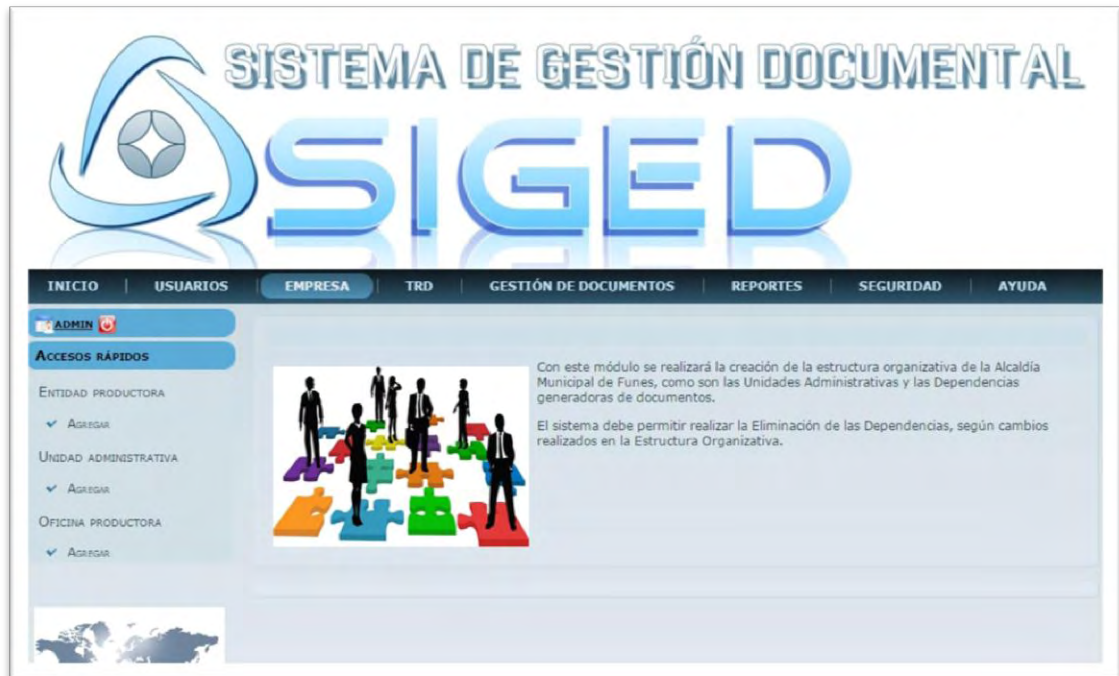 SISTEMA DE GESTIÓN DOCUMENTAL
SIGED
INICIO | USUARIOS | EMPRESA | TRD | GESTIÓN DE DOCUMENTOS | REPORTES | SEGURIDAD | AYUDA
ADMIN
ACCESOS RÁPIDOS
ENTIDAD PRODUCTORA
AGREGAR
UNIDAD ADMINISTRATIVA
AGREGAR
OFICINA PRODUCTORA
AGREGAR
Con este módulo se realizará la creación de la estructura organizativa de la Alcaldía
Municipal de Funes, como son las Unidades Administrativas y las Dependencias
generadoras de documentos.
El sistema debe permitir realizar la Eliminación de las Dependencias, según cambios
realizados en la Estructura Organizativa.